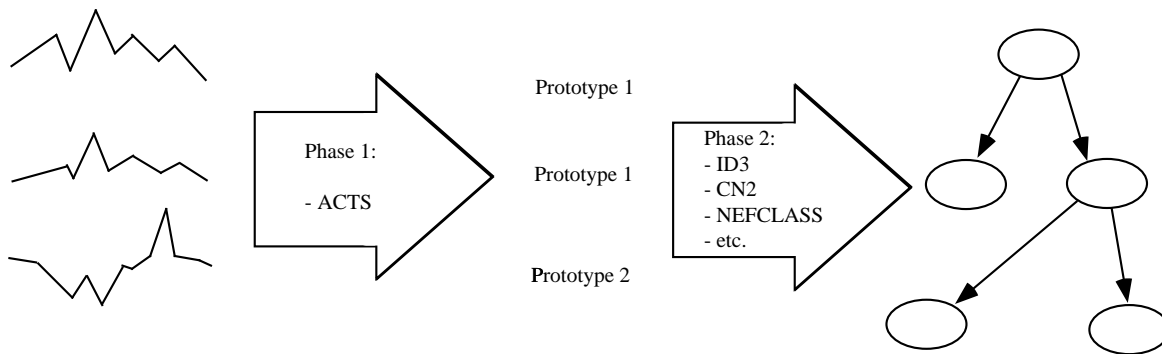 Phase 1:
- ACTS
Prototype 1
Prototype 1
Prototype 2
Phase 2:
- ID3
- CN2
- NEFCLASS
- etc.